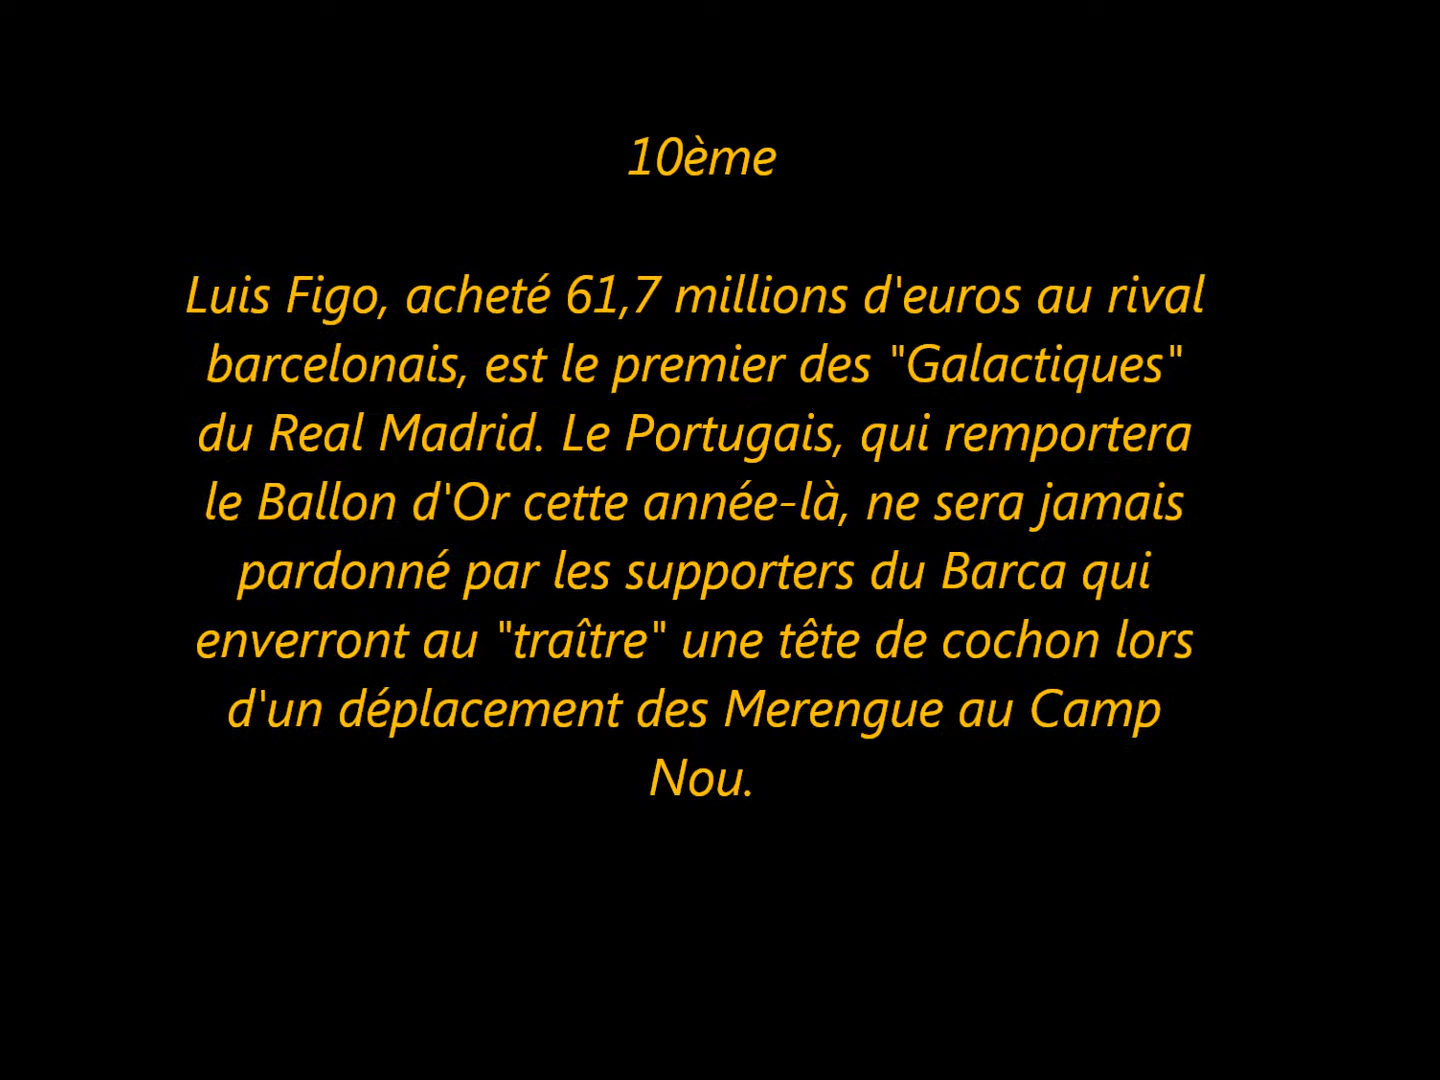 10ème
Luis Figo, acheté 61,7 millions d'euros au rival
barcelonais, est le premier des "Galactiques"
du Real Madrid. Le Portugais, qui remportera
le Ballon d'Or cette année-là, ne sera jamais
pardonné par les supporters du Barca qui
enverront au "traître" une tête de cochon lors
d'un déplacement des Merengue au Camp
Nou.